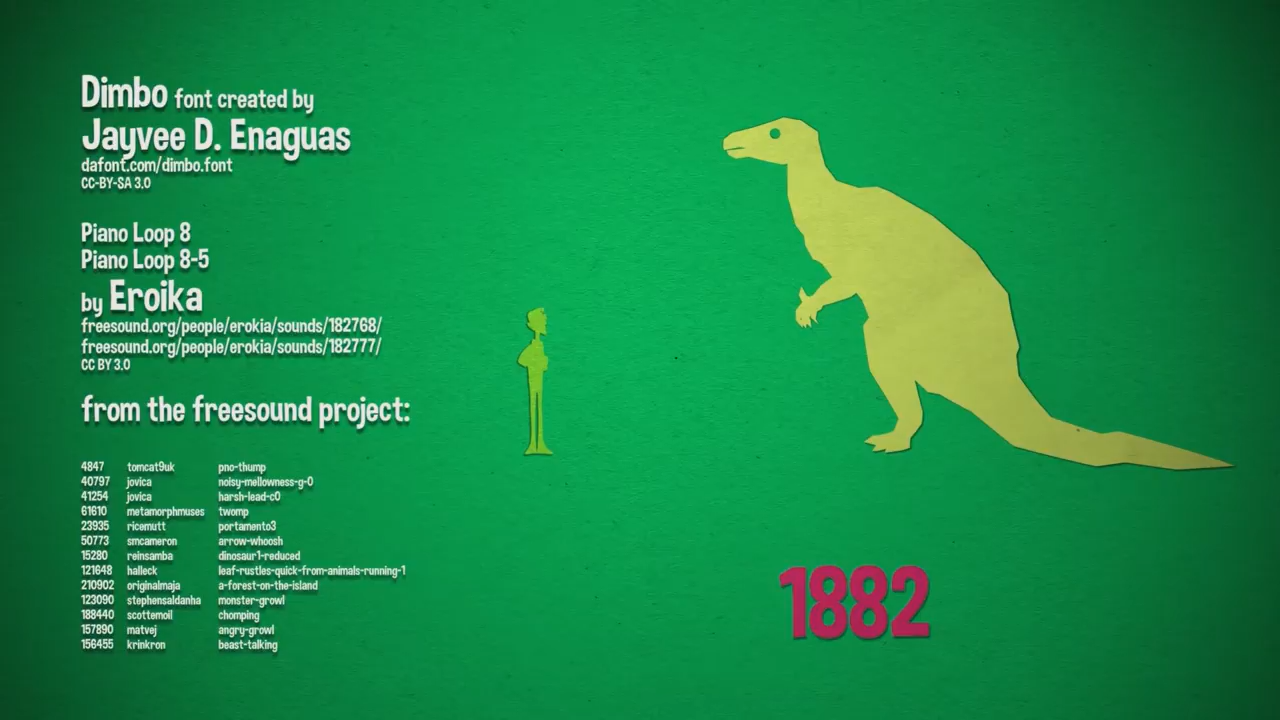 Dimbo font created by
Jayvee D. Enaguas
dafont.com/dimbo.font
CC-BY-SA 3.0
Piano Loop 8
Piano Loop 8-5
by Eroika
freesound.org/people/erokia/sounds/182768/
freesound.org/people/erokia/sounds/182777/
CC BY 3.0
from the freesound project:
4847 tomcat9uk pno-thump
40797 jovica noisy-mellowness-g-0
41254 jovica harsh-lead-c0
61610 metamorphmuses twomp
23935 ricemutt portamento3
50773 smcameron arrow-whoosh
15280 reinsamba dinosaur1-reduced
121648 halleck leaf-rustles-quick-from-animals-running-1
210902 originalmaja a-forest-on-the-island
123090 stephensaldanha monster-growl
188440 scottemoil chomping
157890 matvej angry-growl
156455 krinkron beast-talking
1882